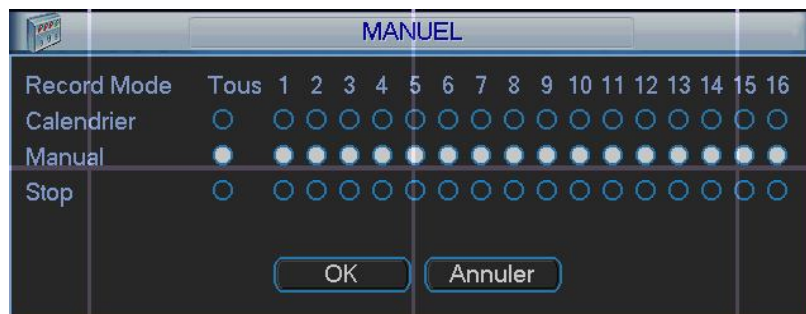 MANUEL
Record Mode Tous 1 2 3 4 5 6 7 8 9 10 11 12 13 14 15 16
Calendrier
Manual
Stop
OK Annuler